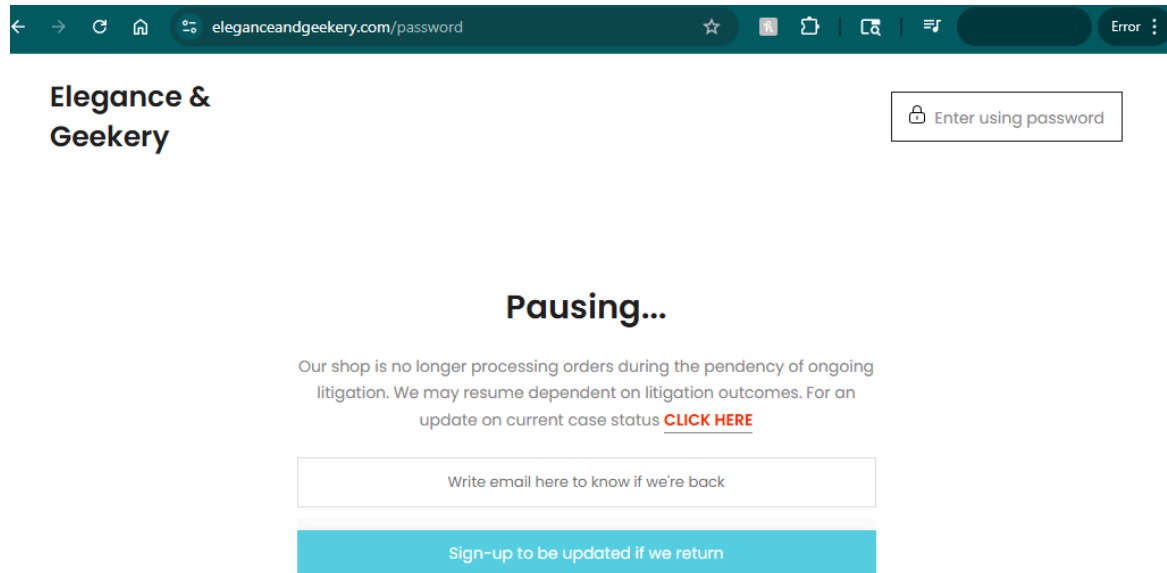 eleganceandgeekery.com/password
Error
Elegance &
Geekery
Enter using password
Pausing...
Our shop is no longer processing orders during the pendency of ongoing
litigation. We may resume dependent on litigation outcomes. For an
update on current case status CLICK HERE
Write email here to know if we're back
Sign-up to be updated if we return